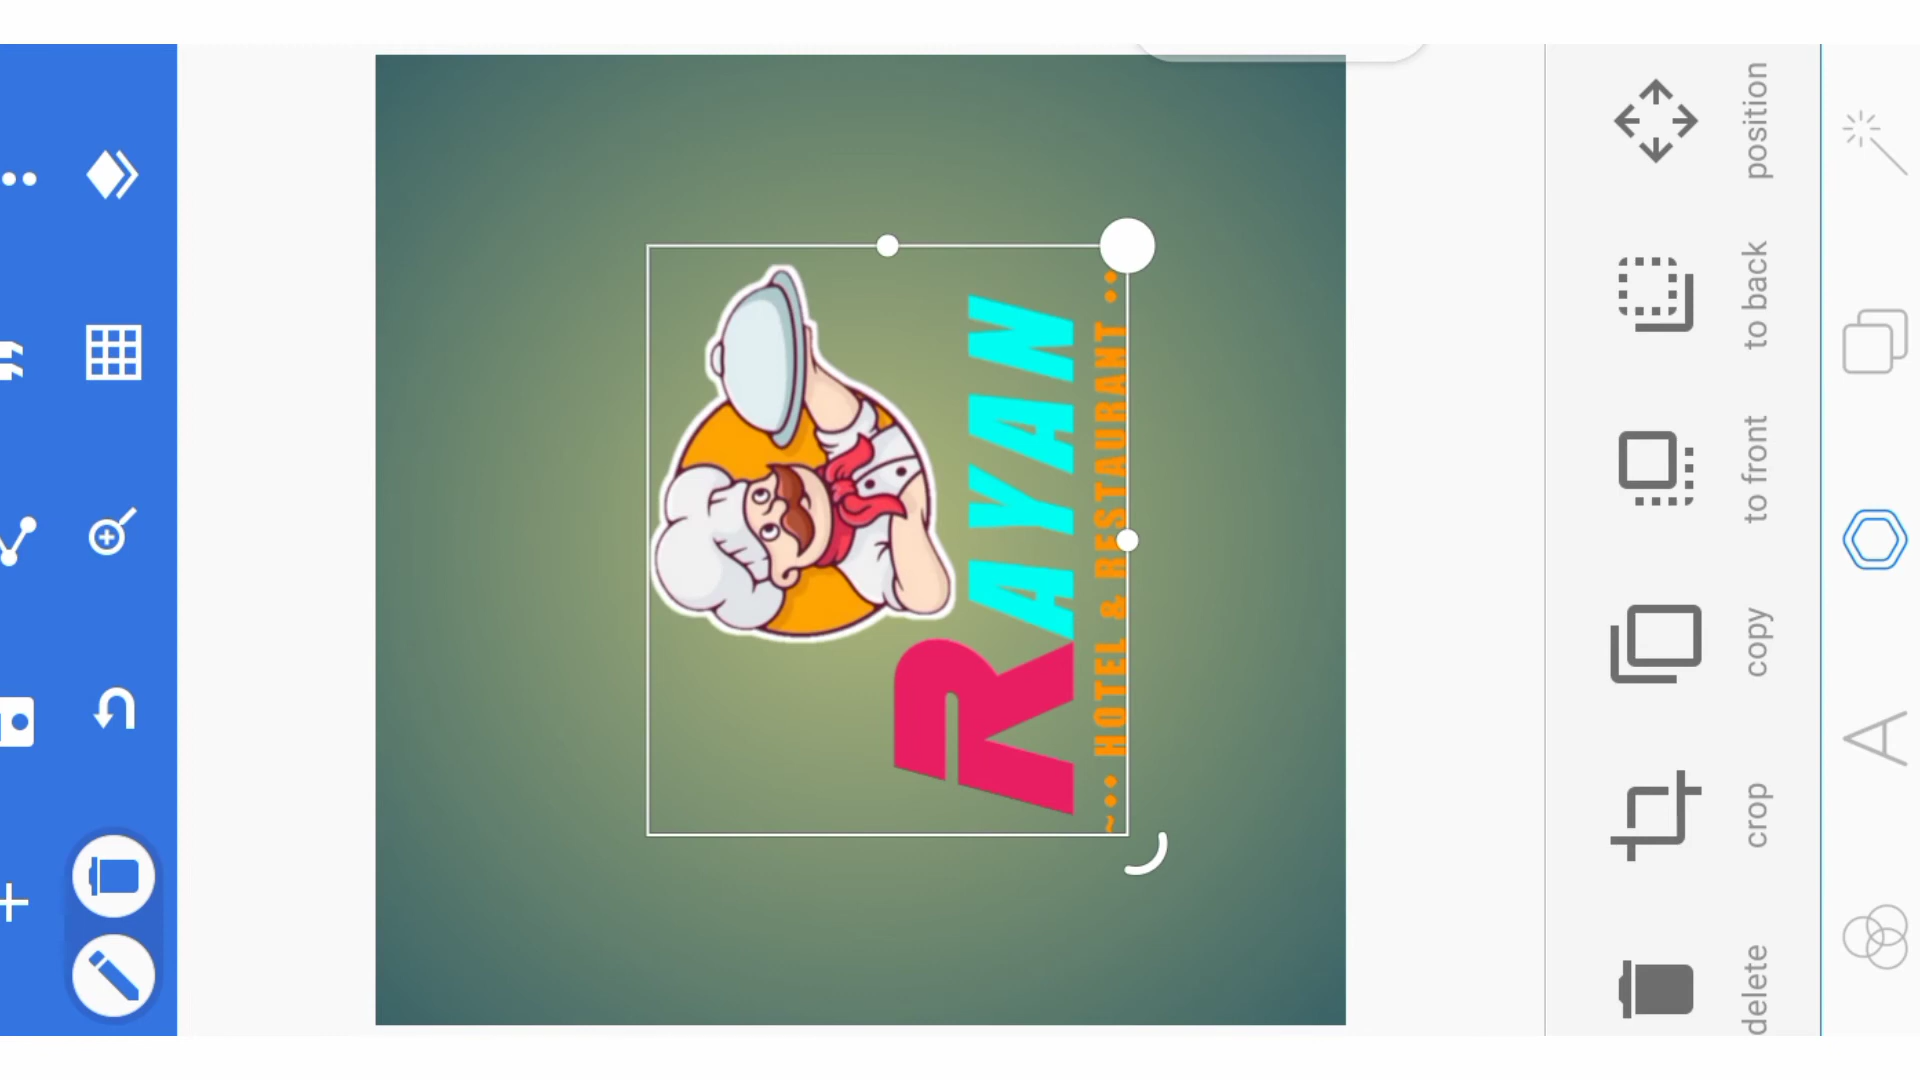 RAYAN
~•• HOTEL & RESTAURANT ••
delete
crop
copy
to front
to back
position